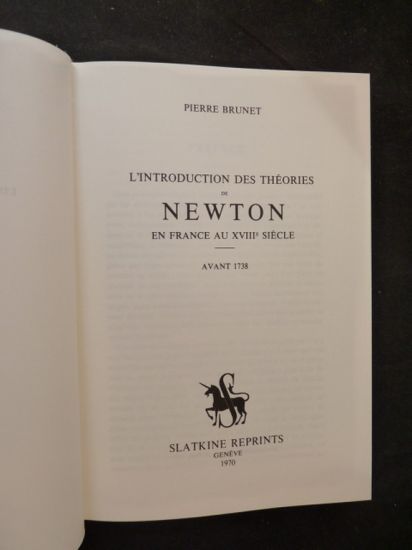 PIERRE BRUNET
L'INTRODUCTION DES THÉORIES
DE
NEWTON
EN FRANCE AU XVIIIe SIÈCLE
AVANT 1738
S
SLATKINE REPRINTS
GENÈVE
1970